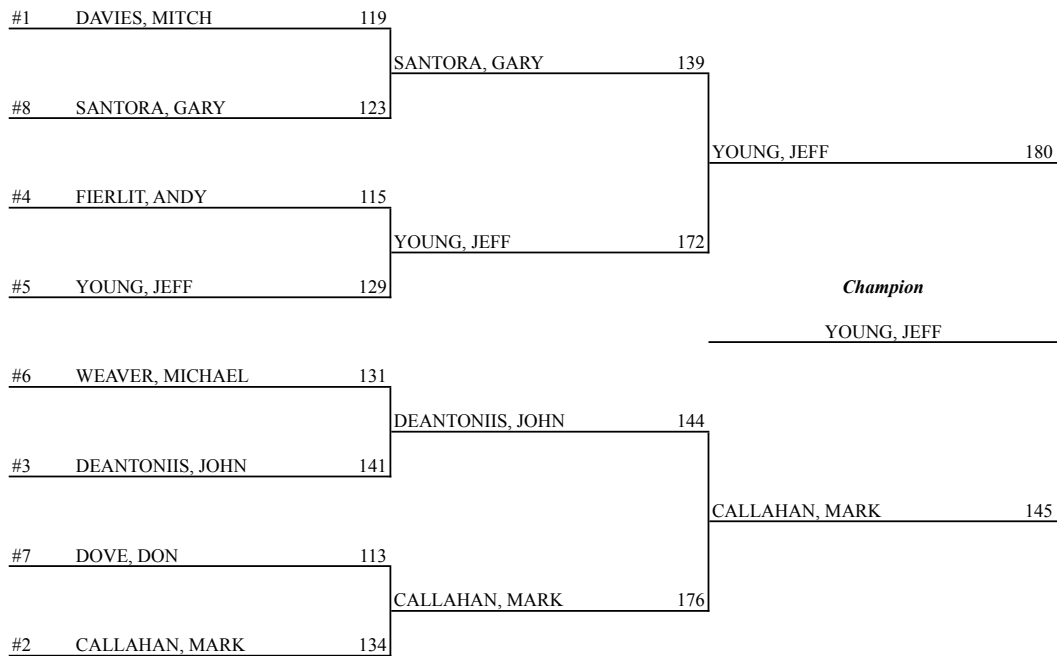 #1 DAVIES, MITCH 119
SANTORA, GARY 139
#8 SANTORA, GARY 123
YOUNG, JEFF 180
#4 FIERLIT, ANDY 115
YOUNG, JEFF 172
#5 YOUNG, JEFF 129
Champion
YOUNG, JEFF
#6 WEAVER, MICHAEL 131
DEANTONIIS, JOHN 144
#3 DEANTONIIS, JOHN 141
CALLAHAN, MARK 145
#7 DOVE, DON 113
CALLAHAN, MARK 176
#2 CALLAHAN, MARK 134